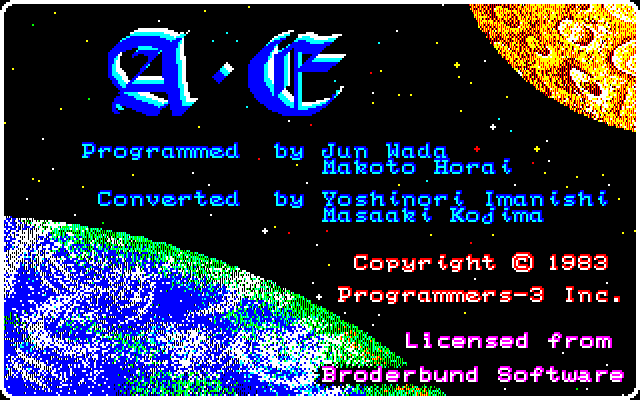 A·E
Programmed by Jun Wada
Makoto Horai
Converted by Yoshinori Imanishi
Masaaki Kojima
Copyright © 1983
Programmers-3 Inc.
Licensed from
Broderbund Software